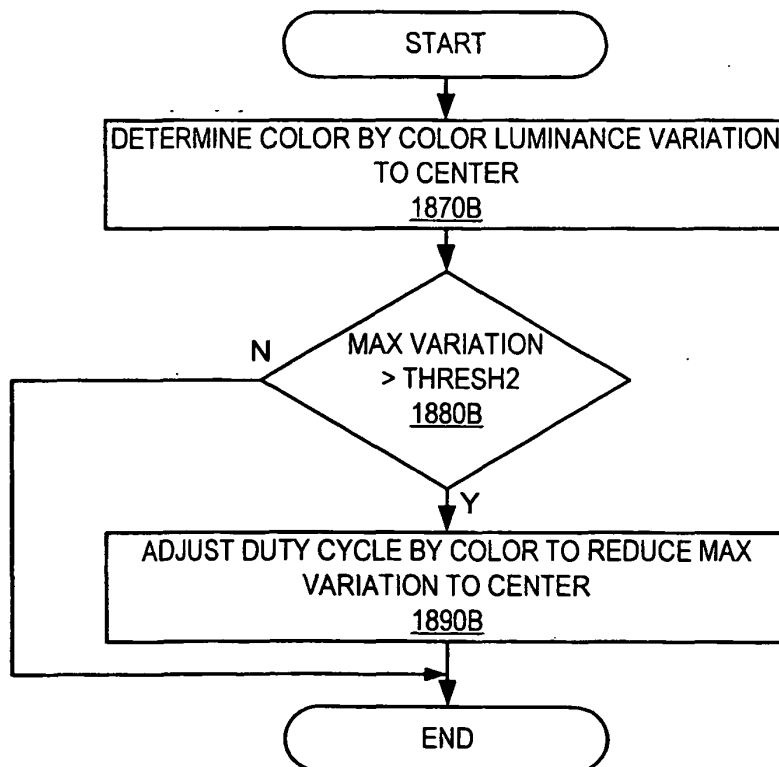 START
DETERMINE COLOR BY COLOR LUMINANCE VARIATION
TO CENTER
1870B
N
MAX VARIATION
> THRESH2
1880B
Y
ADJUST DUTY CYCLE BY COLOR TO REDUCE MAX
VARIATION TO CENTER
1890B
END